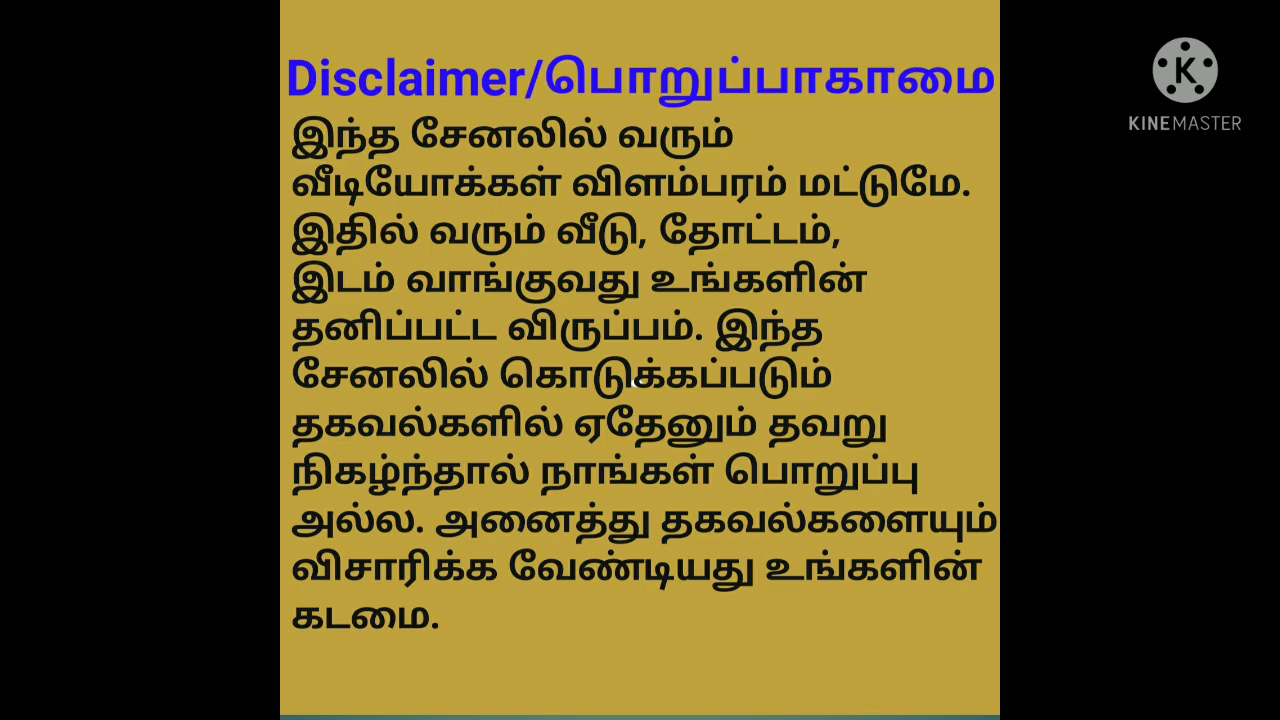 Disclaimer/பொறுப்பாகாமை
இந்த சேனலில் வரும்
வீடியோக்கள் விளம்பரம் மட்டுமே.
இதில் வரும் வீடு, தோட்டம்,
இடம் வாங்குவது உங்களின்
தனிப்பட்ட விருப்பம். இந்த
சேனலில் கொடுக்கப்படும்
தகவல்களில் ஏதேனும் தவறு
நிகழ்ந்தால் நாங்கள் பொறுப்பு
அல்ல. அனைத்து தகவல்களையும்
விசாரிக்க வேண்டியது உங்களின்
கடமை.
K
KINEMASTER